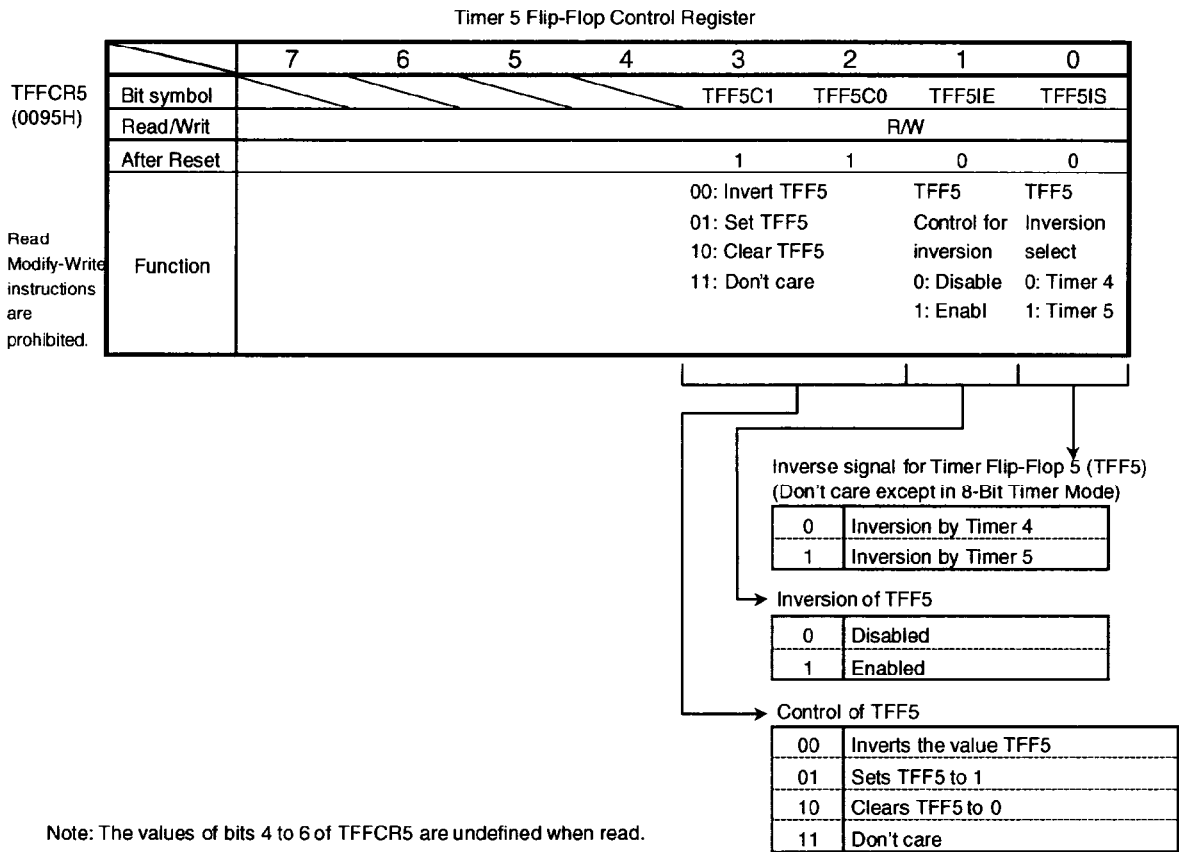 Timer 5 Flip-Flop Control Register
7 6 5 4 3 2 1 0
TFFCR5
(0095H)
Bit symbol TFF5C1 TFF5C0 TFF5IE TFF5IS
Read/Writ R/W
After Reset 1 1 0 0
Read
Modify-Write
instructions
are
prohibited.
Function
00: Invert TFF5
01: Set TFF5
10: Clear TFF5
11: Don't care
TFF5
Control for
inversion
0: Disable
1: Enabl
TFF5
Inversion
select
0: Timer 4
1: Timer 5
Inverse signal for Timer Flip-Flop 5 (TFF5)
(Don't care except in 8-Bit Timer Mode)
0 Inversion by Timer 4
1 Inversion by Timer 5
Inversion of TFF5
0 Disabled
1 Enabled
Control of TFF5
00 Inverts the value TFF5
01 Sets TFF5 to 1
10 Clears TFF5 to 0
11 Don't care
Note: The values of bits 4 to 6 of TFFCR5 are undefined when read.